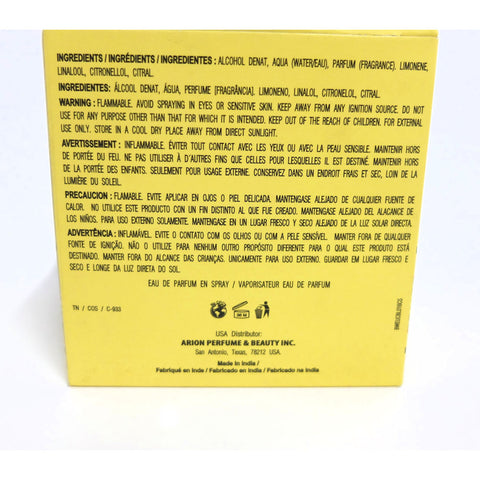 INGREDIENTS / INGRÉDIENTS / INGREDIENTES : ALCOHOL DENAT, AQUA (WATER/EAU), PARFUM (FRAGRANCE). LIMONENE,
LINALOOL, CITRONELLOL, CITRAL.
INGREDIENTES: ÁLCOOL DENAT, ÁGUA, PERFUME (FRAGRÂNCIA). LIMONENO, LINALOL, CITRONELOL, CITRAL.
WARNING : FLAMMABLE. AVOID SPRAYING IN EYES OR SENSITIVE SKIN. KEEP AWAY FROM ANY IGNITION SOURCE. DO NOT
USE FOR ANY PURPOSE OTHER THAN THAT FOR WHICH IT IS INTENDED. KEEP OUT OF THE REACH OF CHILDREN. FOR EXTERNAL
USE ONLY. STORE IN A COOL DRY PLACE AWAY FROM DIRECT SUNLIGHT.
AVERTISSEMENT : INFLAMMABLE. ÉVITER TOUT CONTACT AVEC LES YEUX OU AVEC LA PEAU SENSIBLE. MAINTENIR HORS
DE PORTÉE DU FEU. NE PAS UTILISER À D'AUTRES FINS QUE CELLES POUR LESQUELLES IL EST DESTINÉ. MAINTENIR HORS
DE LA PORTÉE DES ENFANTS. SEULEMENT POUR USAGE EXTERNE. CONSERVEZ DANS UN ENDROIT FRAIS ET SEC, LOIN DE LA
LUMIÈRE DU SOLEIL.
PRECAUCION : FLAMABLE. EVITE APLICAR EN OJOS O PIEL DELICADA. MANTENGASE ALEJADO DE CUALQUIER FUENTE DE
CALOR. NO UTILICE ESTE PRODUCTO CON UN FIN DISTINTO AL QUE FUE CREADO. MANTENGASE ALEJADO DEL ALACANCE DE
LOS NIÑOS. PARA USO EXTERNO SOLAMENTE. MANTENGASE EN UN LUGAR FRESCO Y SECO ALEJADO DE LA LUZ SOLAR DIRECTA.
ADVERTÊNCIA : INFLAMÁVEL. EVITE O CONTATO COM OS OLHOS OU COM A PELE SENSÍVEL. MANTER FORA DE QUALQUER
FONTE DE IGNIÇÃO. NÃO O UTILIZE PARA NENHUM OUTRO PROPÓSITO DIFERENTE PARA O QUAL ESTE PRODUTO ESTÁ
DESTINADO. MANTER FORA DO ALCANCE DAS CRIANÇAS. UNICAMENTE PARA USO EXTERNO. GUARDAR EM LUGAR FRESCO E
SECO E LONGE DA LUZ DIRETA DO SOL.
EAU DE PARFUM EN SPRAY / VAPORISATEUR EAU DE PARFUM
TN / COS / C-933
USA Distributor:
ARION PERFUME & BEAUTY INC.
San Antonio, Texas, 78212 USA.
Made in India/
Fabriqué en Inde / Fabricado en India / Fabricado na India